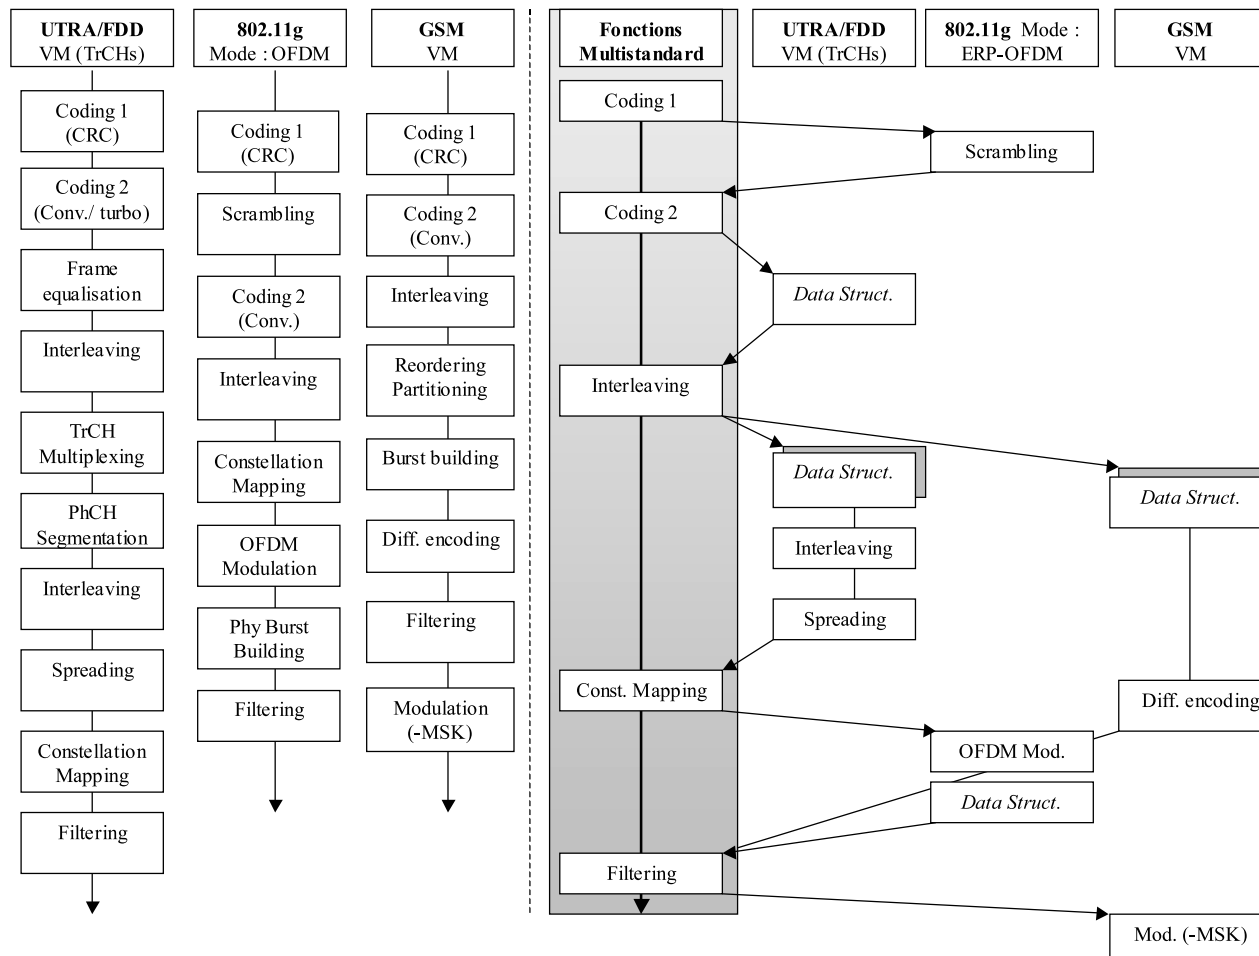 UTRA/FDD
VM (TrCHs)
Coding 1
(CRC)
Coding 2
(Conv./ turbo)
Frame
equalisation
Interleaving
TrCH
Multiplexing
PhCH
Segmentation
Interleaving
Spreading
Constellation
Mapping
Filtering
802.11g
Mode : OFDM
Coding 1
(CRC)
Scrambling
Coding 2
(Conv.)
Interleaving
Constellation
Mapping
OFDM
Modulation
Phy Burst
Building
Filtering
GSM
VM
Coding 1
(CRC)
Coding 2
(Conv.)
Interleaving
Reordering
Partitioning
Burst building
Diff. encoding
Filtering
Modulation
(-MSK)
Fonctions
Multistandard
Coding 1
Coding 2
Interleaving
Const. Mapping
Filtering
UTRA/FDD
VM (TrCHs)
Data Struct.
Data Struct.
Interleaving
Spreading
802.11g Mode :
ERP-OFDM
Scrambling
OFDM Mod.
Data Struct.
GSM
VM
Data Struct.
Diff. encoding
Mod. (-MSK)